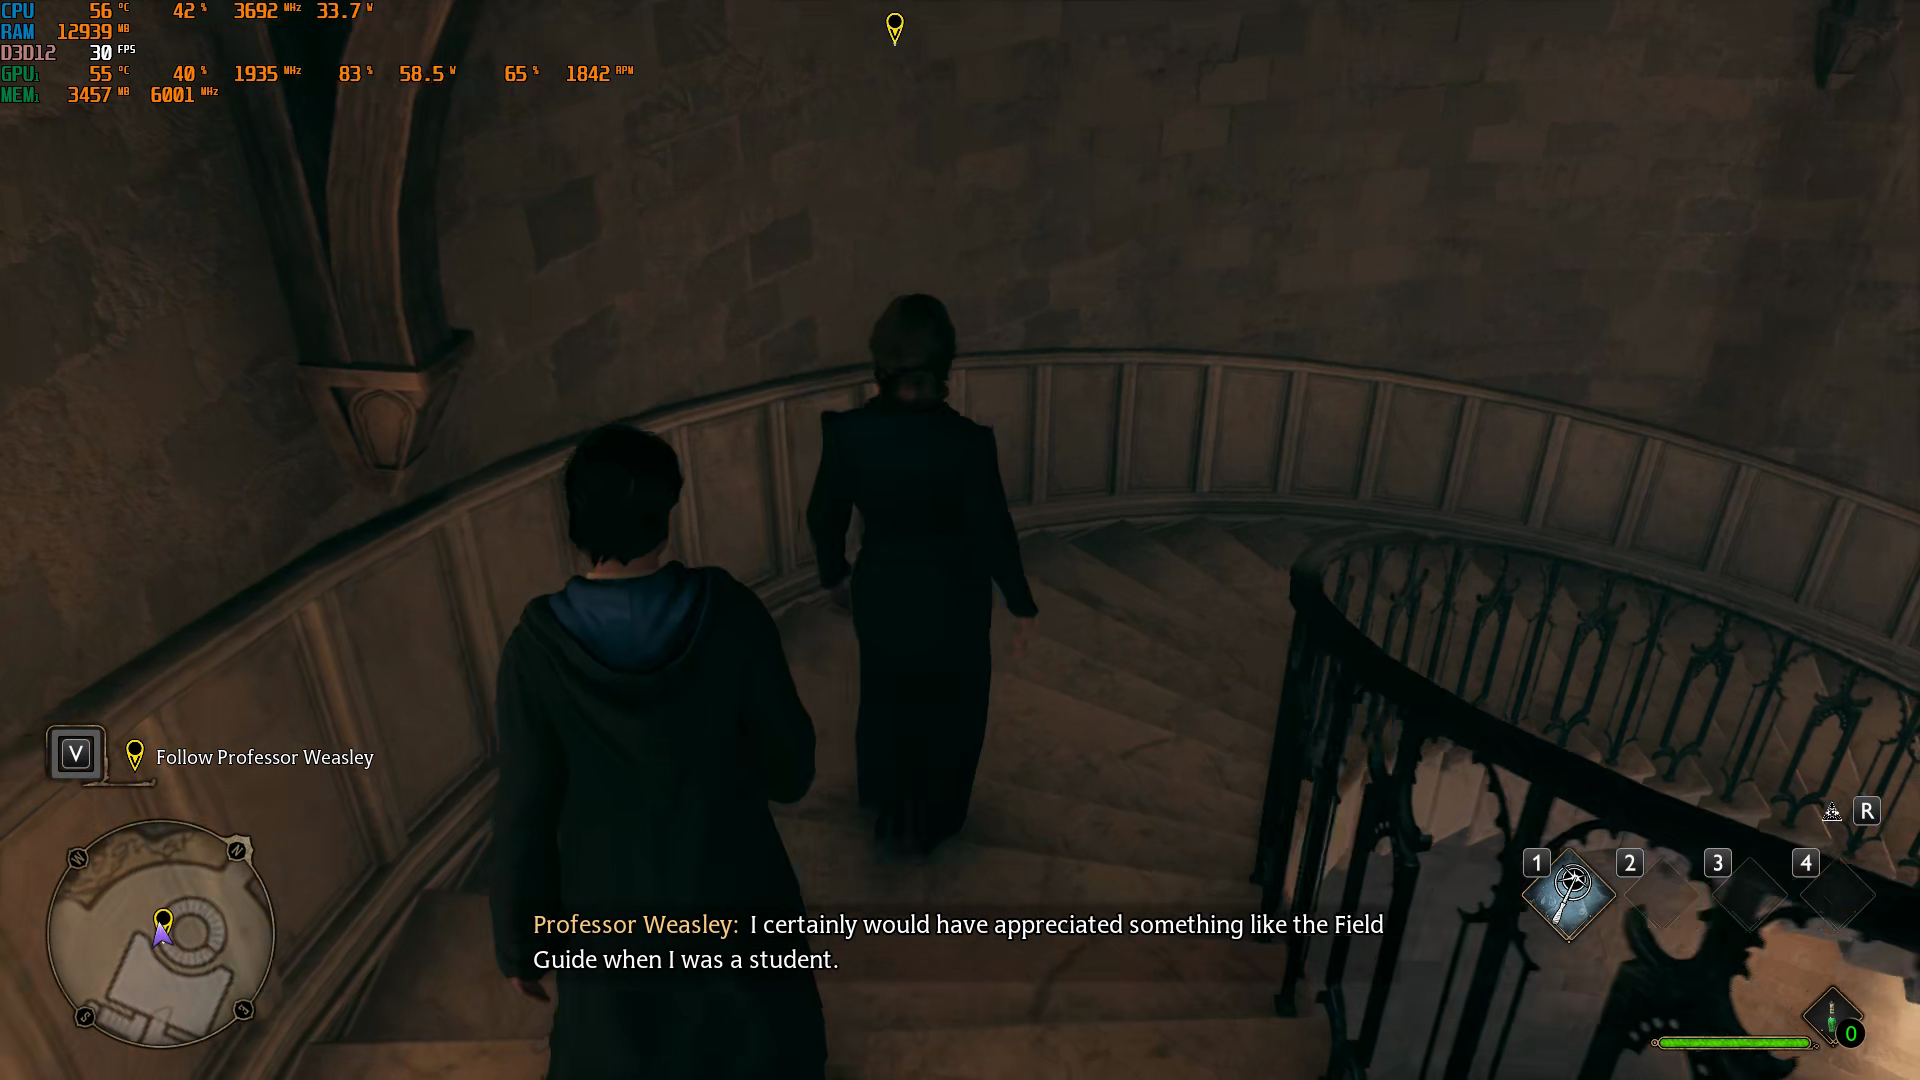 CPU 56 °C 42 % 3692 MHz 33.7 W
RAM 12939 MB
D3D12 30 FPS
GPU1 55 °C 40 % 1935 MHz 83 % 58.5 W 65 % 1842 RPM
MEM1 3457 MB 6001 MHz
V Follow Professor Weasley
W N
S E
R
1 2 3 4
Professor Weasley: I certainly would have appreciated something like the Field
Guide when I was a student.
0